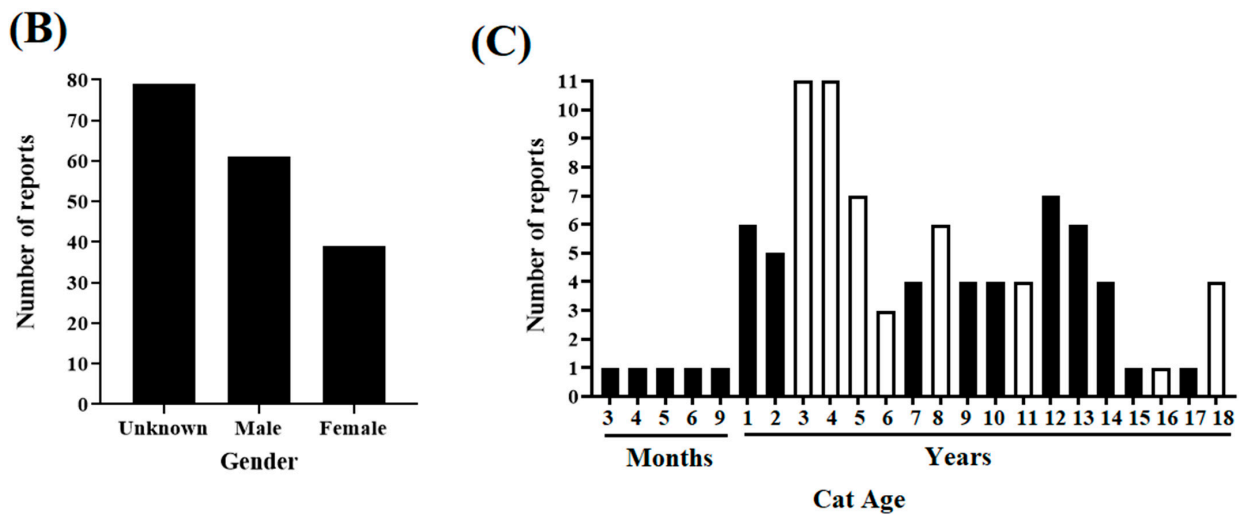 (B)
Number of reports
80
70
60
50
40
30
20
10
0
Unknown Male Female
Gender
(C)
Number of reports
11
10
9
8
7
6
5
4
3
2
1
0
3 4 5 6 9 1 2 3 4 5 6 7 8 9 10 11 12 13 14 15 16 17 18
Months Years
Cat Age